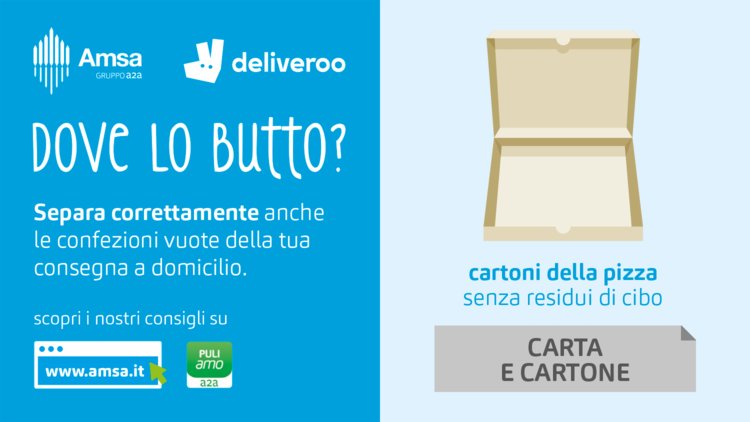 Amsa
GRUPPO a2a
deliveroo
DOVE LO BUTTO?
Separa correttamente anche
le confezioni vuote della tua
consegna a domicilio.
scopri i nostri consigli su
www.amsa.it
PULI
amo
a2a
cartoni della pizza
senza residui di cibo
CARTA
E CARTONE